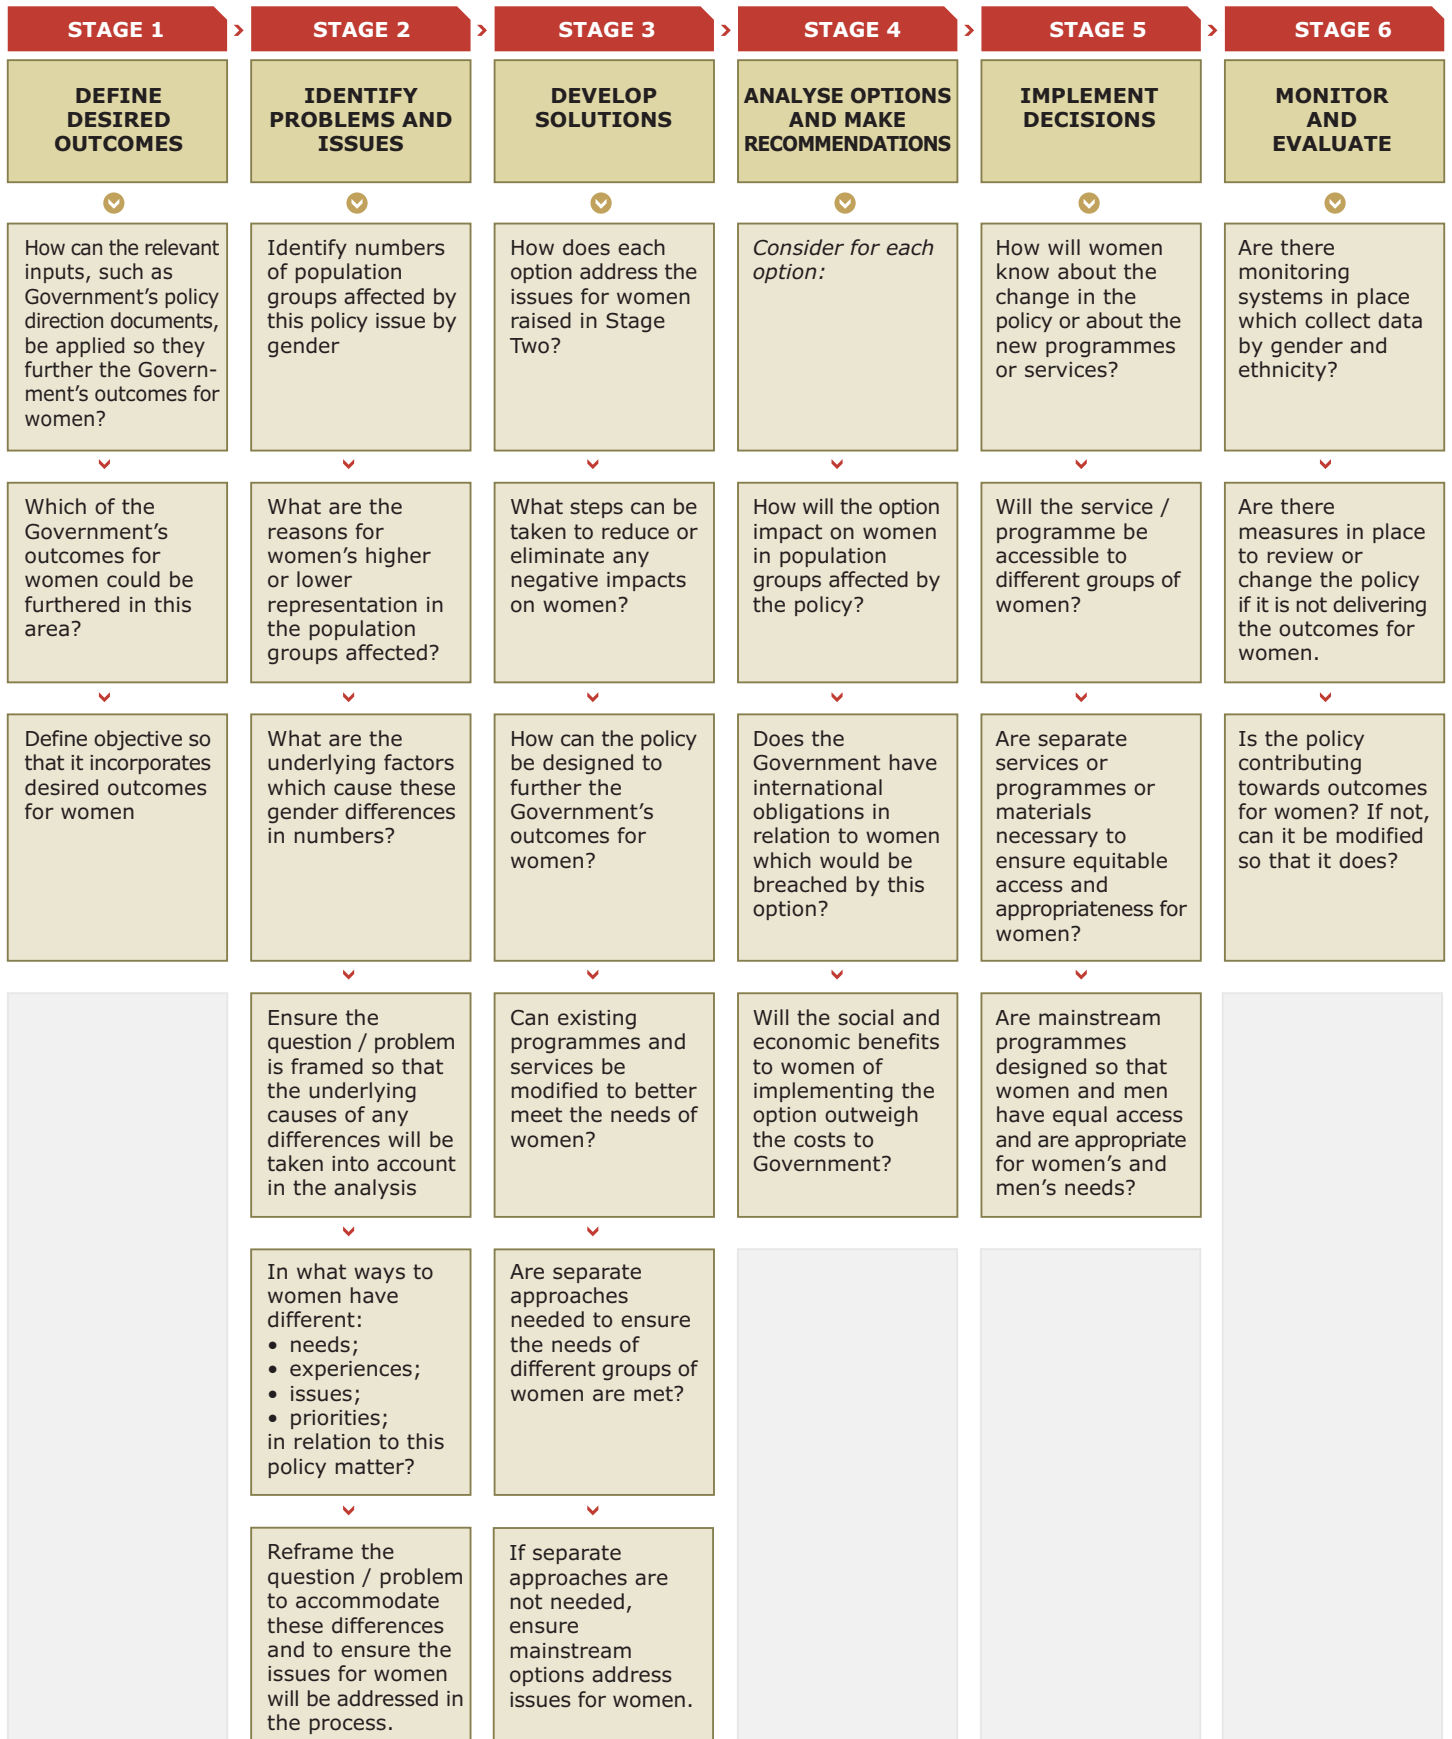 STAGE 1
STAGE 2
STAGE 3
STAGE 4
STAGE 5
STAGE 6
DEFINE
DESIRED
OUTCOMES
IDENTIFY
PROBLEMS AND
ISSUES
DEVELOP
SOLUTIONS
ANALYSE OPTIONS
AND MAKE
RECOMMENDATIONS
IMPLEMENT
DECISIONS
MONITOR
AND
EVALUATE
How can the relevant
inputs, such as
Government’s policy
direction documents,
be applied so they
further the Govern-
ment’s outcomes for
women?
Identify numbers
of population
groups affected by
this policy issue by
gender
How does each
option address the
issues for women
raised in Stage
Two?
Consider for each
option:
How will women
know about the
change in the
policy or about the
new programmes
or services?
Are there
monitoring
systems in place
which collect data
by gender and
ethnicity?
Which of the
Government’s
outcomes for
women could be
furthered in this
area?
What are the
reasons for
women’s higher
or lower
representation in
the population
groups affected?
What steps can be
taken to reduce or
eliminate any
negative impacts
on women?
How will the option
impact on women
in population
groups affected by
the policy?
Will the service /
programme be
accessible to
different groups of
women?
Are there
measures in place
to review or
change the policy
if it is not delivering
the outcomes for
women.
Define objective so
that it incorporates
desired outcomes
for women
What are the
underlying factors
which cause these
gender differences
in numbers?
How can the policy
be designed to
further the
Government’s
outcomes for
women?
Does the
Government have
international
obligations in
relation to women
which would be
breached by this
option?
Are separate
services or
programmes or
materials
necessary to
ensure equitable
access and
appropriateness for
women?
Is the policy
contributing
towards outcomes
for women? If not,
can it be modified
so that it does?
Ensure the
question / problem
is framed so that
the underlying
causes of any
differences will be
taken into account
in the analysis
Can existing
programmes and
services be
modified to better
meet the needs of
women?
Will the social and
economic benefits
to women of
implementing the
option outweigh
the costs to
Government?
Are mainstream
programmes
designed so that
women and men
have equal access
and are appropriate
for women’s and
men’s needs?
In what ways to
women have
different:
• needs;
• experiences;
• issues;
• priorities;
in relation to this
policy matter?
Are separate
approaches
needed to ensure
the needs of
different groups of
women are met?
Reframe the
question / problem
to accommodate
these differences
and to ensure the
issues for women
will be addressed in
the process.
If separate
approaches are
not needed,
ensure
mainstream
options address
issues for women.